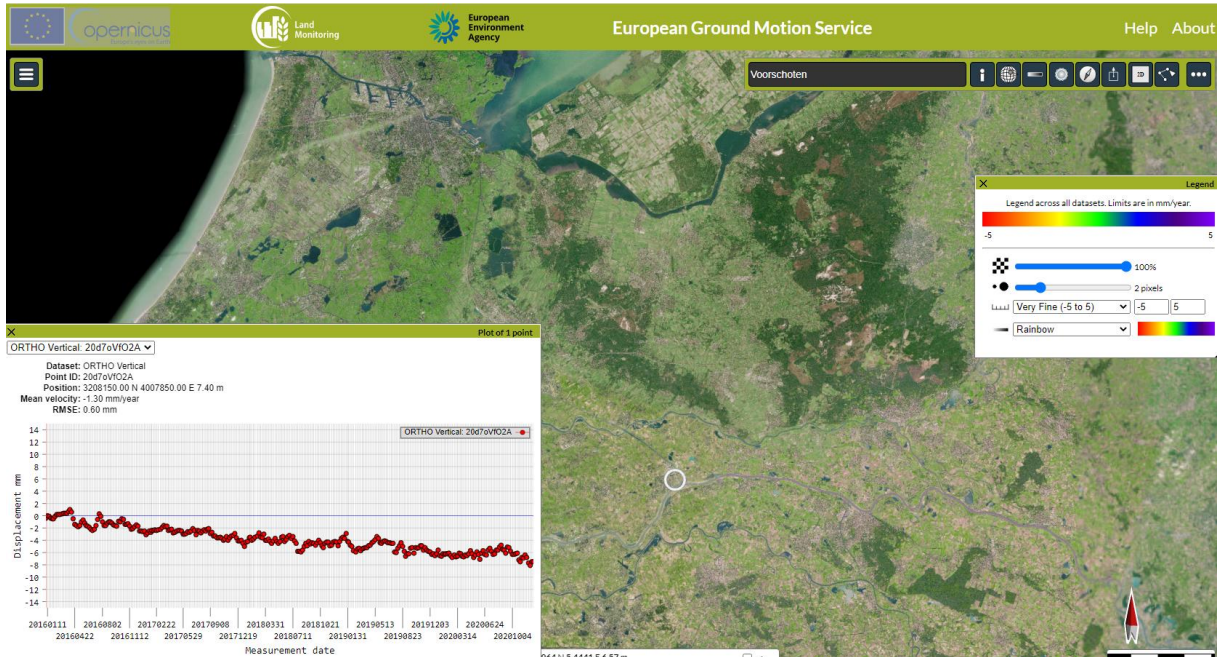 Copernicus
Land
Monitoring
European
Environment
Agency
European Ground Motion Service
Help About
Voorschoten
3D
Legend
Legend across all datasets. Limits are in mm/year.
-5 5
100%
2 pixels
Very Fine (-5 to 5) -5 5
Rainbow
Plot of 1 point
ORTHO Vertical: 20d7oVfO2A
Dataset: ORTHO Vertical
Point ID: 20d7oVfO2A
Position: 3208150.00 N 4007850.00 E 7.40 m
Mean velocity: -1.30 mm/year
RMSE: 0.60 mm
ORTHO Vertical: 20d7oVfO2A
14
12
10
8
6
4
2
0
-2
-4
-6
-8
-10
-12
-14
Displacement mm
20160111 20160802 20170222 20170908 20180331 20181021 20190513 20191203 20200624
20160422 20161112 20170529 20171219 20180711 20190131 20190823 20200314 20201004
Measurement date